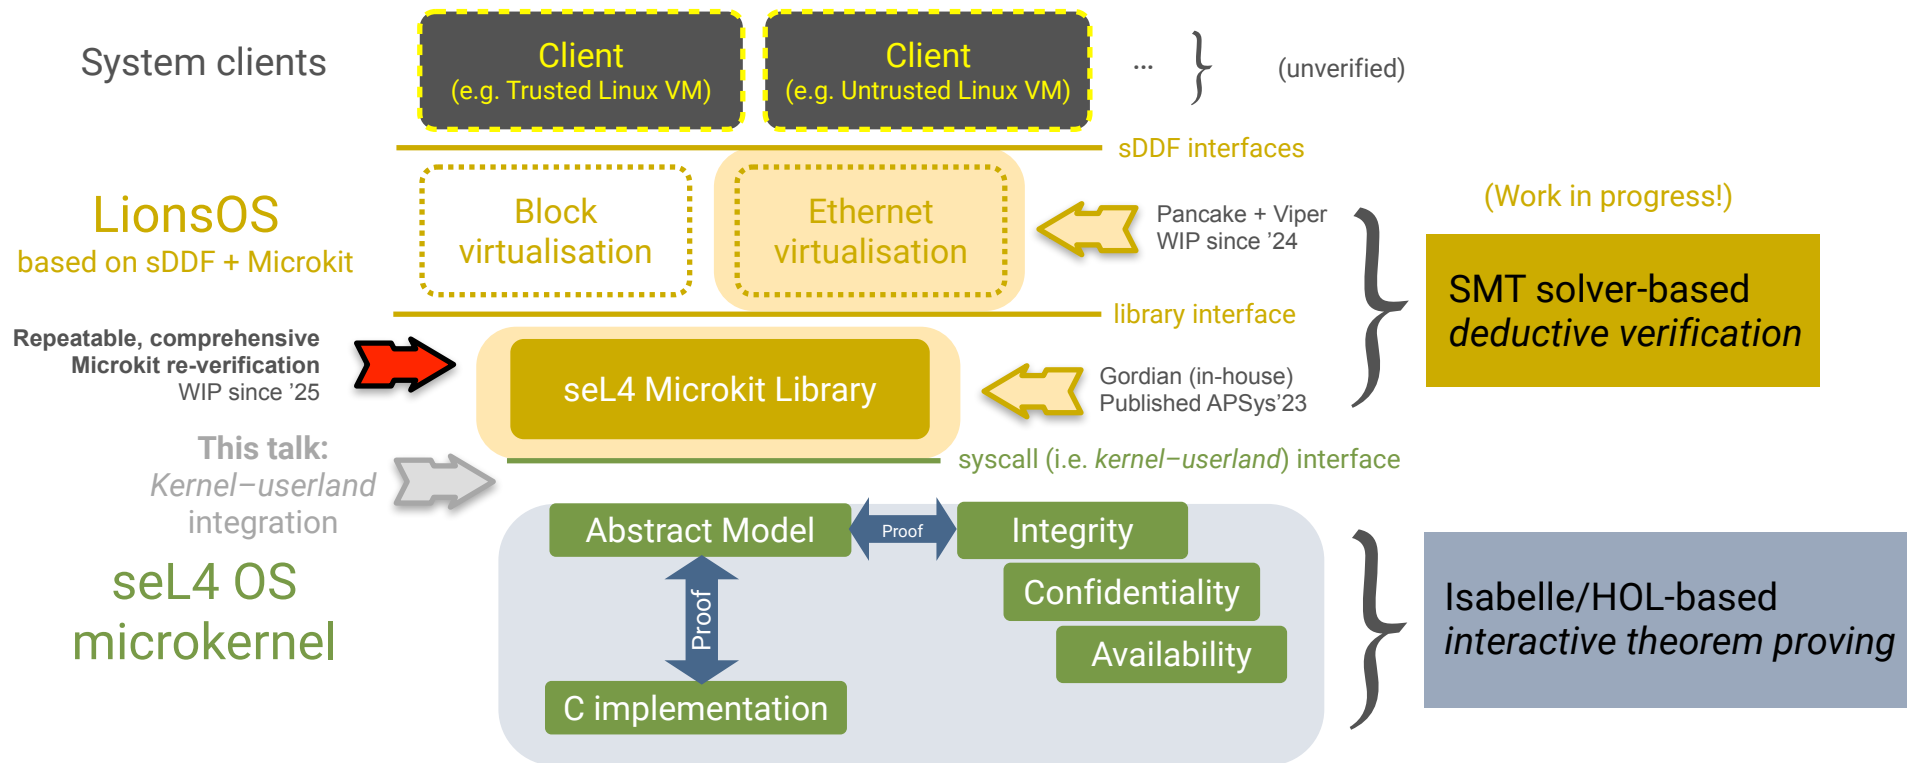 System clients
Client
(e.g. Trusted Linux VM)
Client
(e.g. Untrusted Linux VM)
...
(unverified)
sDDF interfaces
LionsOS
based on sDDF + Microkit
Block
virtualisation
Ethernet
virtualisation
Pancake + Viper
WIP since ’24
(Work in progress!)
SMT solver-based
deductive verification
library interface
Repeatable, comprehensive
Microkit re-verification
WIP since ’25
seL4 Microkit Library
Gordian (in-house)
Published APSys’23
This talk:
Kernel–userland
integration
syscall (i.e. kernel–userland) interface
seL4 OS
microkernel
Abstract Model
Proof
Integrity
Confidentiality
Availability
Proof
C implementation
Isabelle/HOL-based
interactive theorem proving